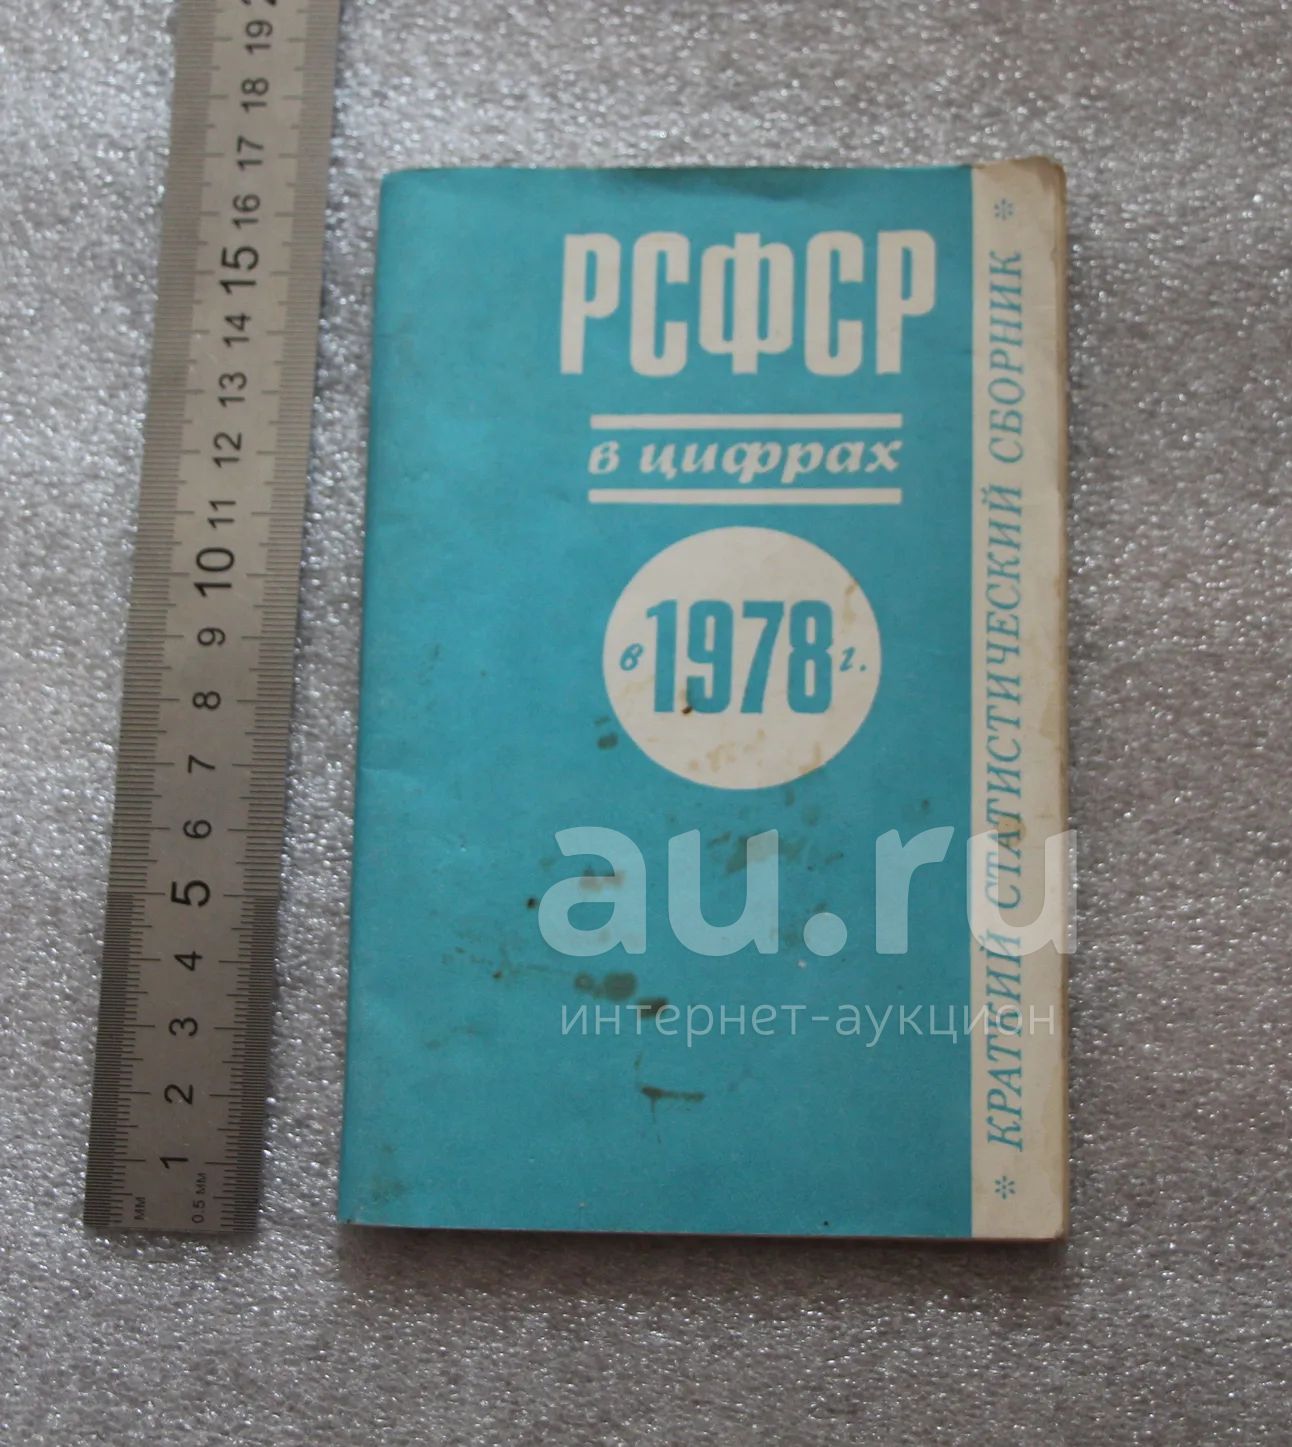 РСФСР
в цифрах
в 1978 г.
* КРАТКИЙ СТАТИСТИЧЕСКИЙ СБОРНИК *
au.ru
интернет-аукцион
19
18
17
16
15
14
13
12
11
10
9
8
7
6
5
4
3
2
1
мм
0.5 мм